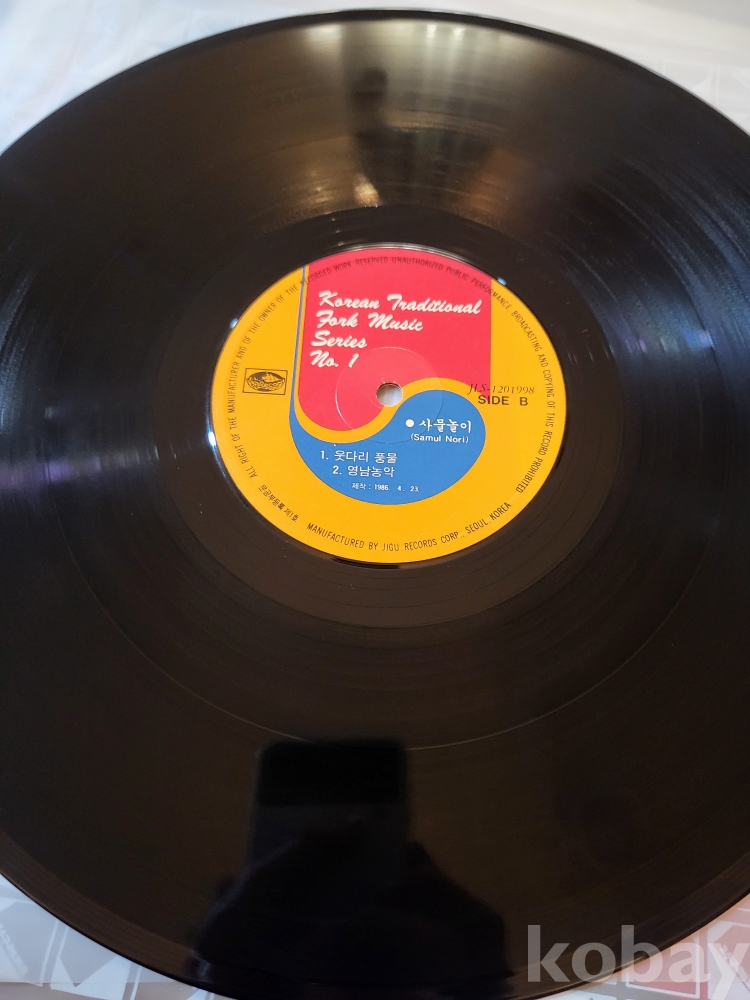 ALL RIGHT OF THE MANUFACTURER AND OF THE OWNER OF THE RECORDED WORK RESERVED UNAUTHORIZED PUBLIC PERFORMANCE BROADCASTING AND COPYING OF THIS RECORD PROHIBITED
Korean Traditional
Fork Music
Series
No. 1
JLS-1201998
SIDE B
• 사물놀이
(Samul Nori)
1. 웃다리 풍물
2. 영남농악
제작 : 1986. 4. 23.
MANUFACTURED BY JIGU RECORDS CORP., SEOUL KOREA
kobay